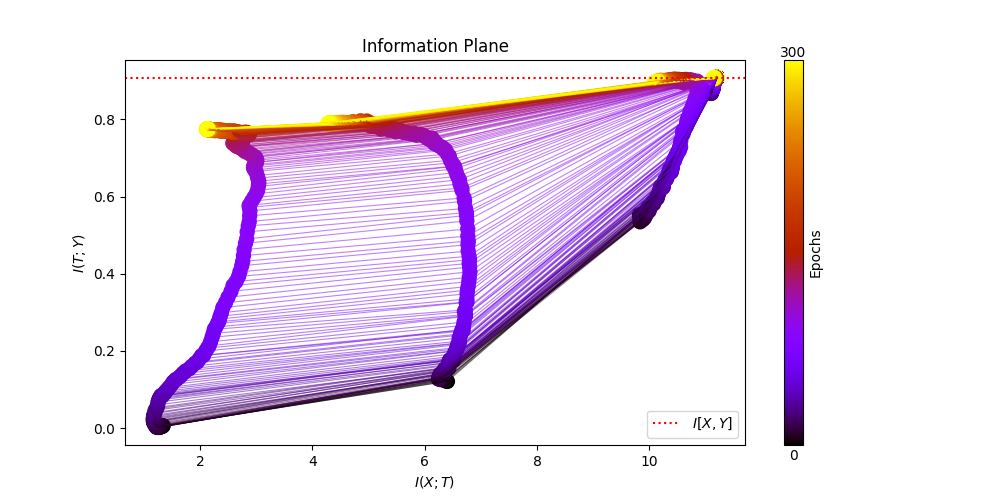 Information Plane
300
0.8
0.6
0.4
0.2
0.0
I(T; Y)
Epochs
I[X, Y]
0
2
4
6
8
10
I(X; T)